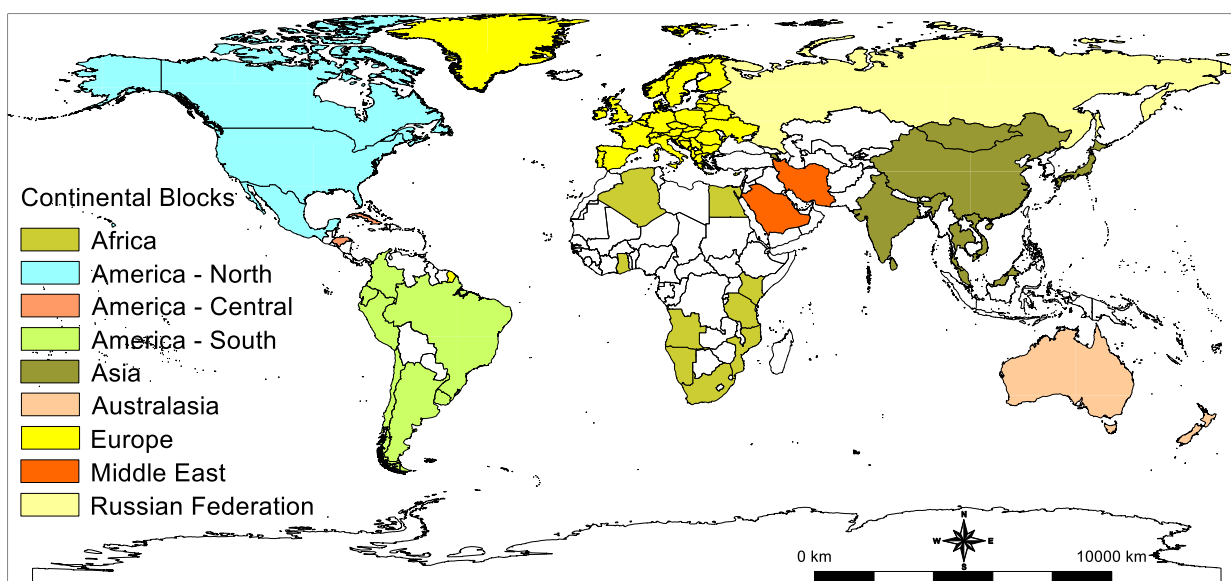 Continental Blocks
Africa
America - North
America - Central
America - South
Asia
Australasia
Europe
Middle East
Russian Federation
N
W E
S
0 km 10000 km